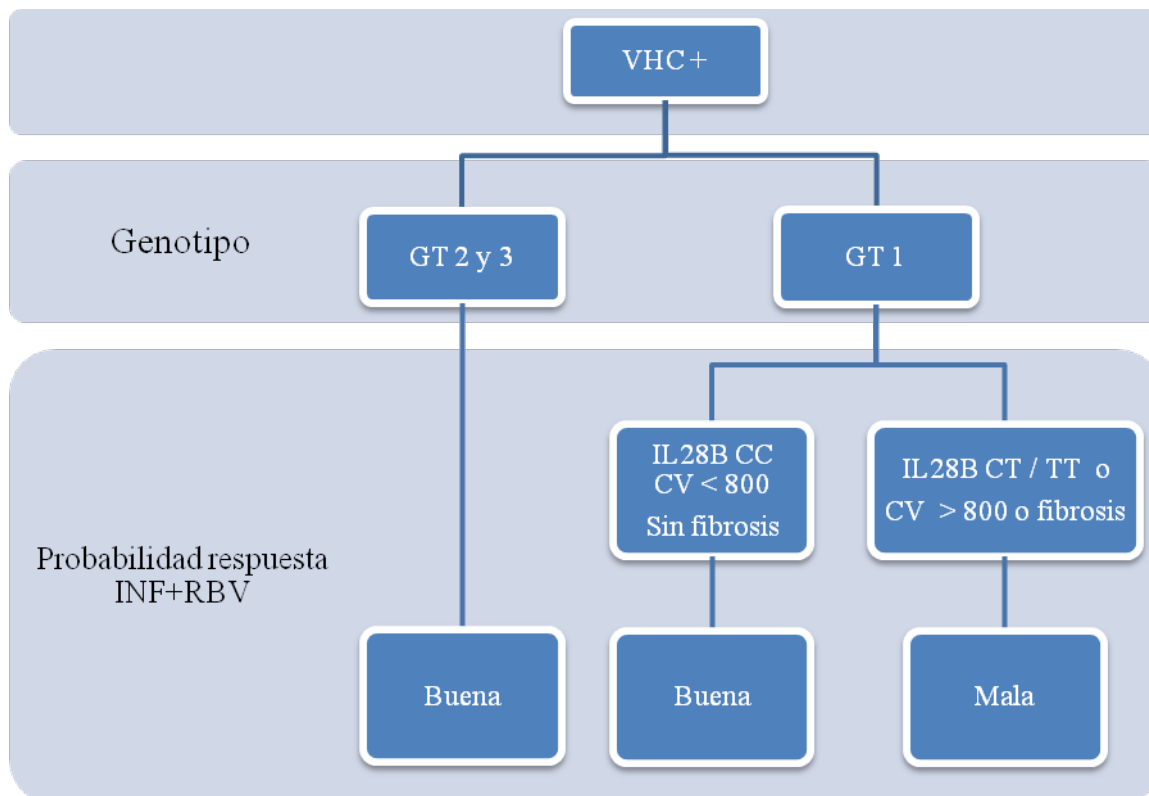 VHC +
Genotipo
GT 2 y 3
GT 1
IL28B CC
CV < 800
Sin fibrosis
IL28B CT / TT o
CV > 800 o fibrosis
Probabilidad respuesta
INF+RBV
Buena
Buena
Mala